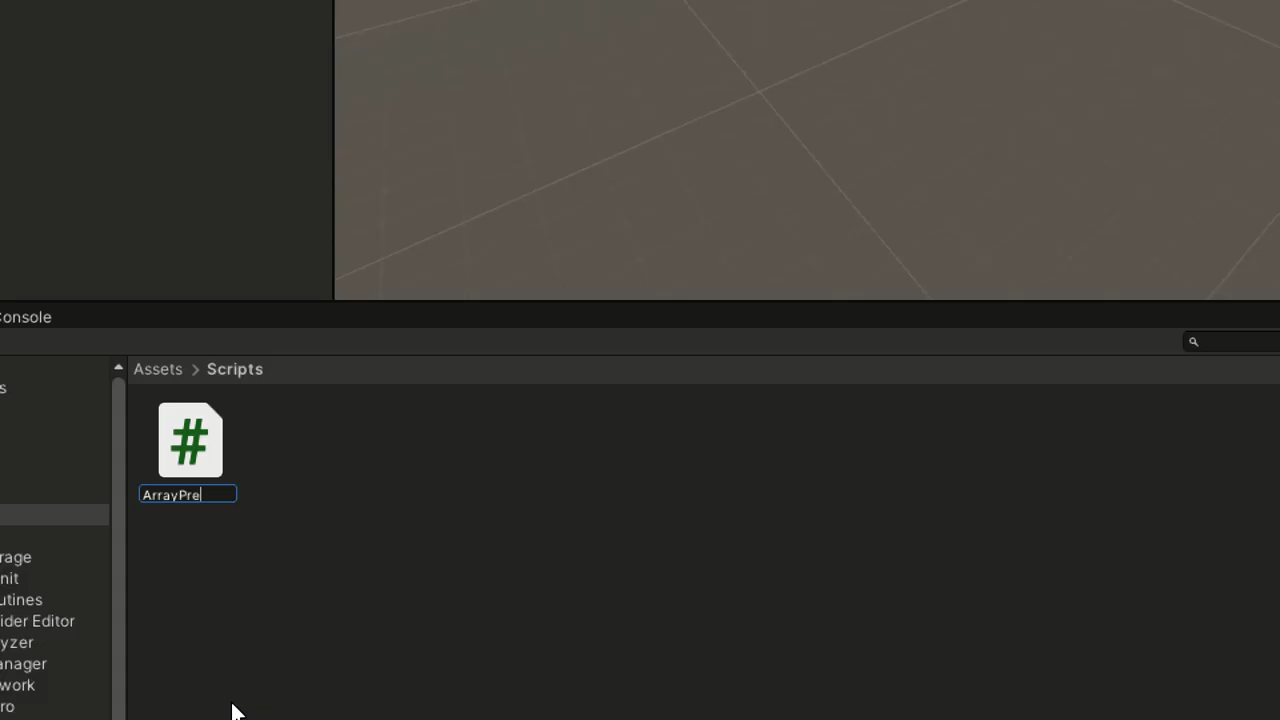 Console
Assets > Scripts
s
#
ArrayPre
rage
nit
utines
ider Editor
yzer
anager
work
ro